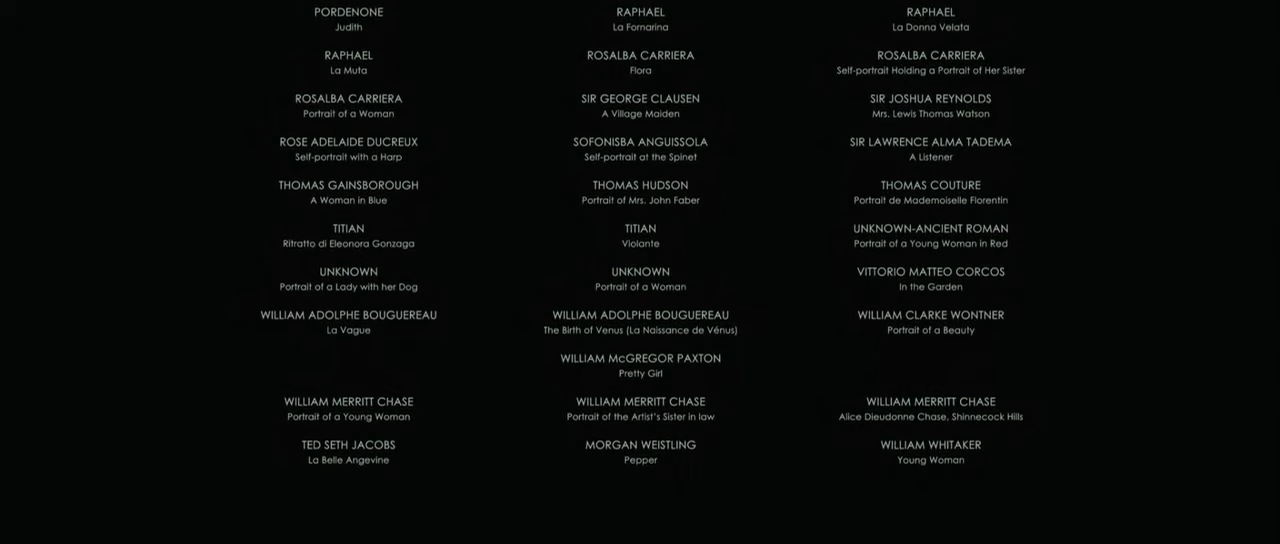 PORDENONE
Judith
RAPHAEL
La Fornarina
RAPHAEL
La Donna Velata
RAPHAEL
La Muta
ROSALBA CARRIERA
Flora
ROSALBA CARRIERA
Self-portrait Holding a Portrait of Her Sister
ROSALBA CARRIERA
Portrait of a Woman
SIR GEORGE CLAUSEN
A Village Maiden
SIR JOSHUA REYNOLDS
Mrs. Lewis Thomas Watson
ROSE ADELAIDE DUCREUX
Self-portrait with a Harp
SOFONISBA ANGUISSOLA
Self-portrait at the Spinet
SIR LAWRENCE ALMA TADEMA
A Listener
THOMAS GAINSBOROUGH
A Woman in Blue
THOMAS HUDSON
Portrait of Mrs. John Faber
THOMAS COUTURE
Portrait de Mademoiselle Florentin
TITIAN
Ritratto di Eleonora Gonzaga
TITIAN
Violante
UNKNOWN-ANCIENT ROMAN
Portrait of a Young Woman in Red
UNKNOWN
Portrait of a Lady with her Dog
UNKNOWN
Portrait of a Woman
VITTORIO MATTEO CORCOS
In the Garden
WILLIAM ADOLPHE BOUGUEREAU
La Vague
WILLIAM ADOLPHE BOUGUEREAU
The Birth of Venus (La Naissance de Vénus)
WILLIAM CLARKE WONTNER
Portrait of a Beauty
WILLIAM McGREGOR PAXTON
Pretty Girl
WILLIAM MERRITT CHASE
Portrait of a Young Woman
WILLIAM MERRITT CHASE
Portrait of the Artist's Sister in law
WILLIAM MERRITT CHASE
Alice Dieudonne Chase, Shinnecock Hills
TED SETH JACOBS
La Belle Angevine
MORGAN WEISTLING
Pepper
WILLIAM WHITAKER
Young Woman